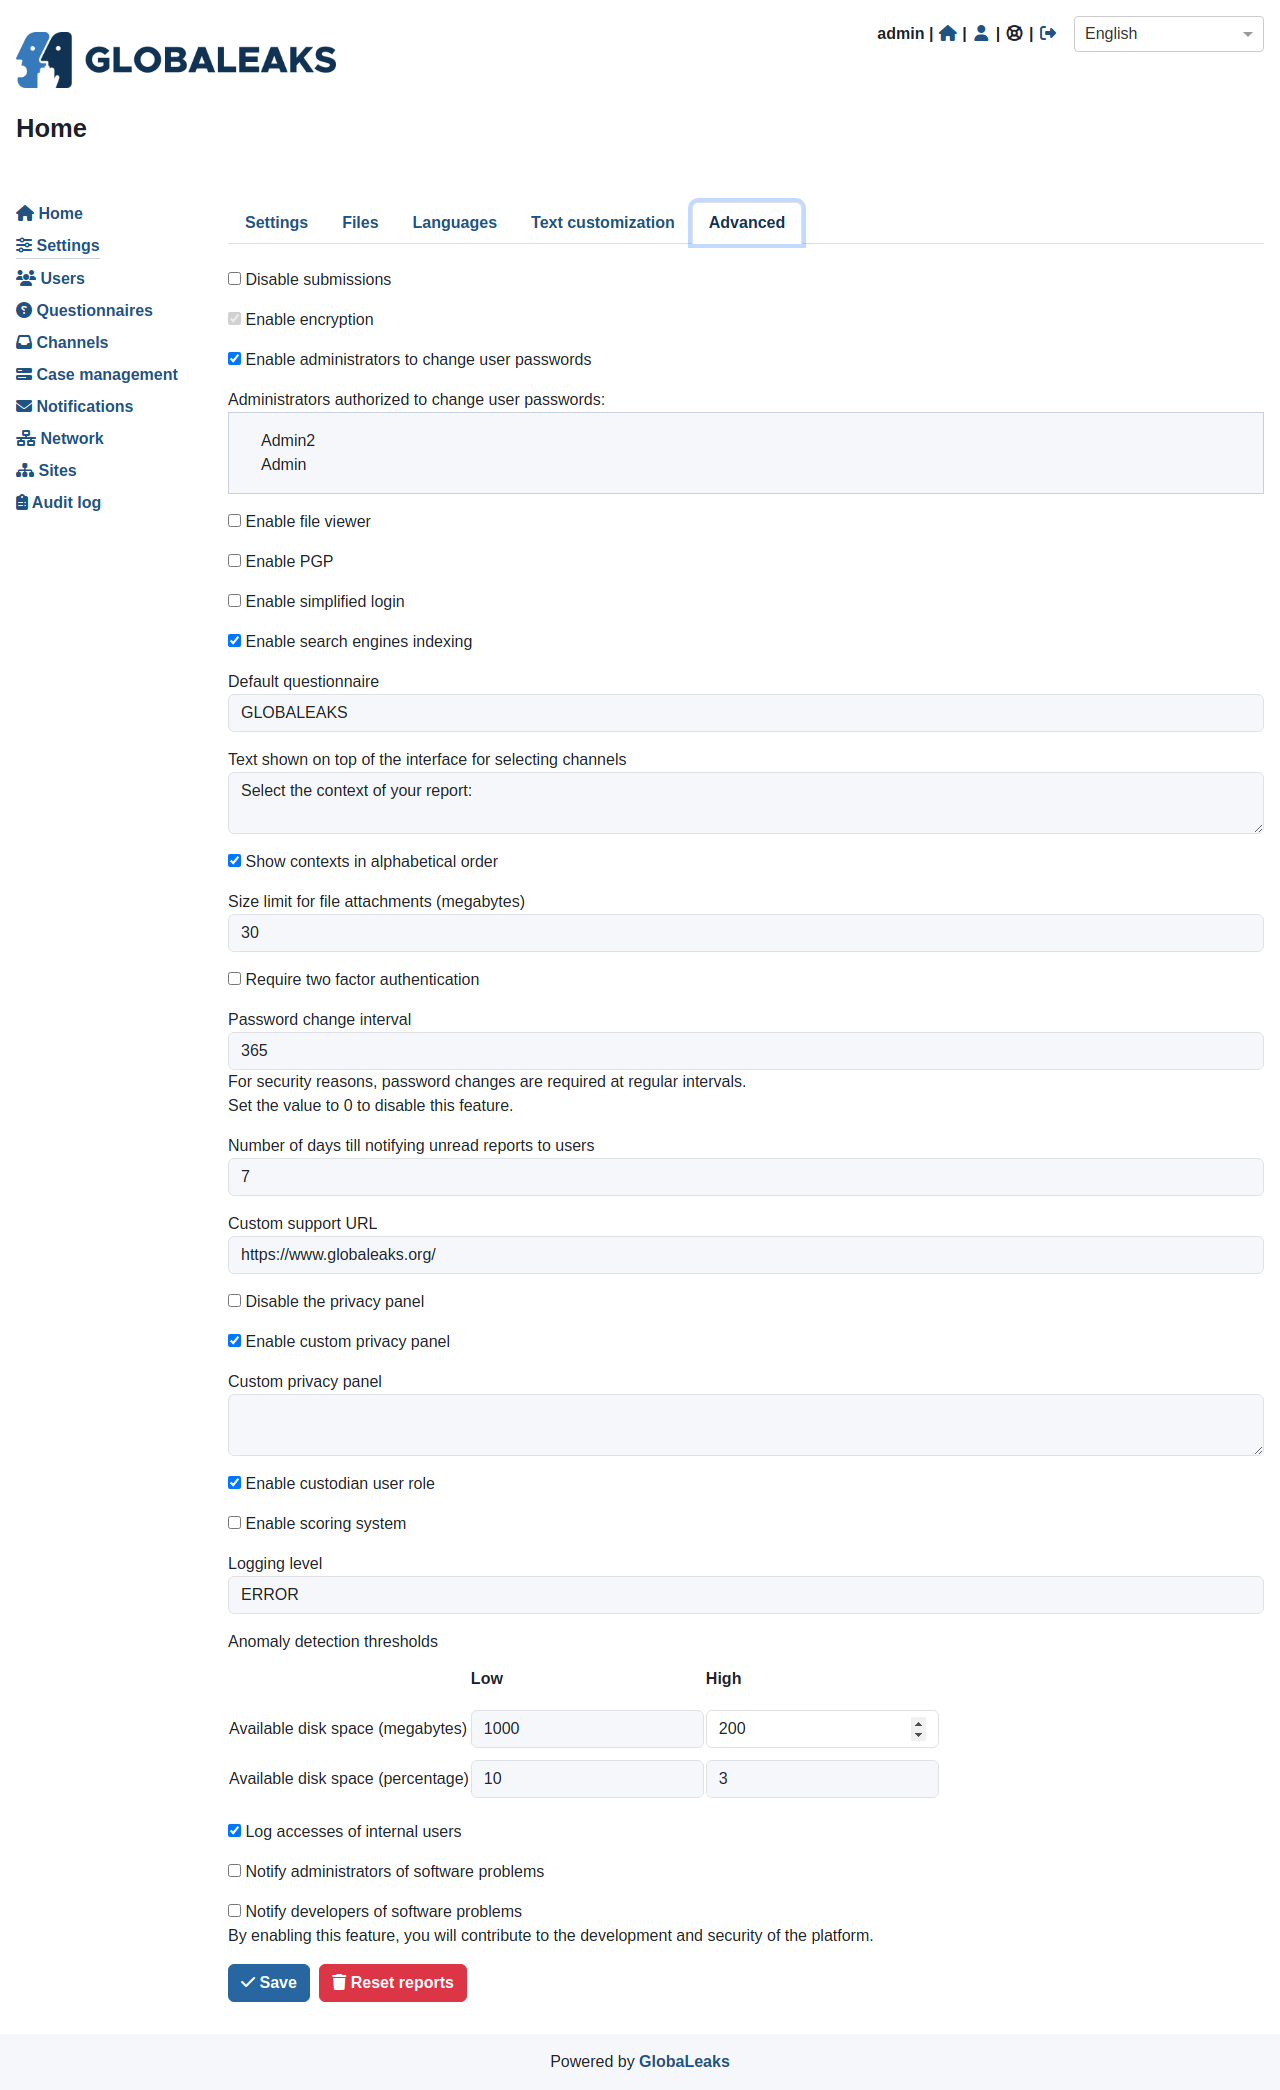 GLOBALEAKS
admin | | | | English
Home
Home
Settings
Users
Questionnaires
Channels
Case management
Notifications
Network
Sites
Audit log
Settings Files Languages Text customization Advanced
Disable submissions
Enable encryption
Enable administrators to change user passwords
Administrators authorized to change user passwords:
Admin2
Admin
Enable file viewer
Enable PGP
Enable simplified login
Enable search engines indexing
Default questionnaire
GLOBALEAKS
Text shown on top of the interface for selecting channels
Select the context of your report:
Show contexts in alphabetical order
Size limit for file attachments (megabytes)
30
Require two factor authentication
Password change interval
365
For security reasons, password changes are required at regular intervals.
Set the value to 0 to disable this feature.
Number of days till notifying unread reports to users
7
Custom support URL
https://www.globaleaks.org/
Disable the privacy panel
Enable custom privacy panel
Custom privacy panel
Enable custodian user role
Enable scoring system
Logging level
ERROR
Anomaly detection thresholds
Low High
Available disk space (megabytes) 1000 200
Available disk space (percentage) 10 3
Log accesses of internal users
Notify administrators of software problems
Notify developers of software problems
By enabling this feature, you will contribute to the development and security of the platform.
Save Reset reports
Powered by GlobaLeaks